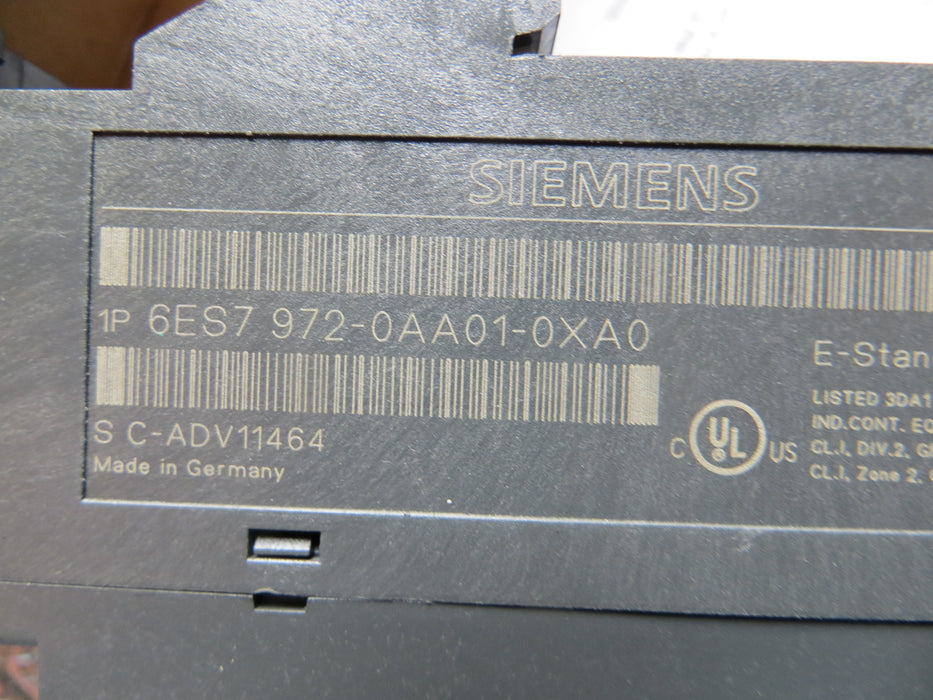 SIEMENS
1P 6ES7 972-0AA01-0XA0
S C-ADV11464
Made in Germany
E-Stan
LISTED 3DA1
IND.CONT. EQ
CL.I, DIV.2, G
CL.I, Zone 2,
C UL US